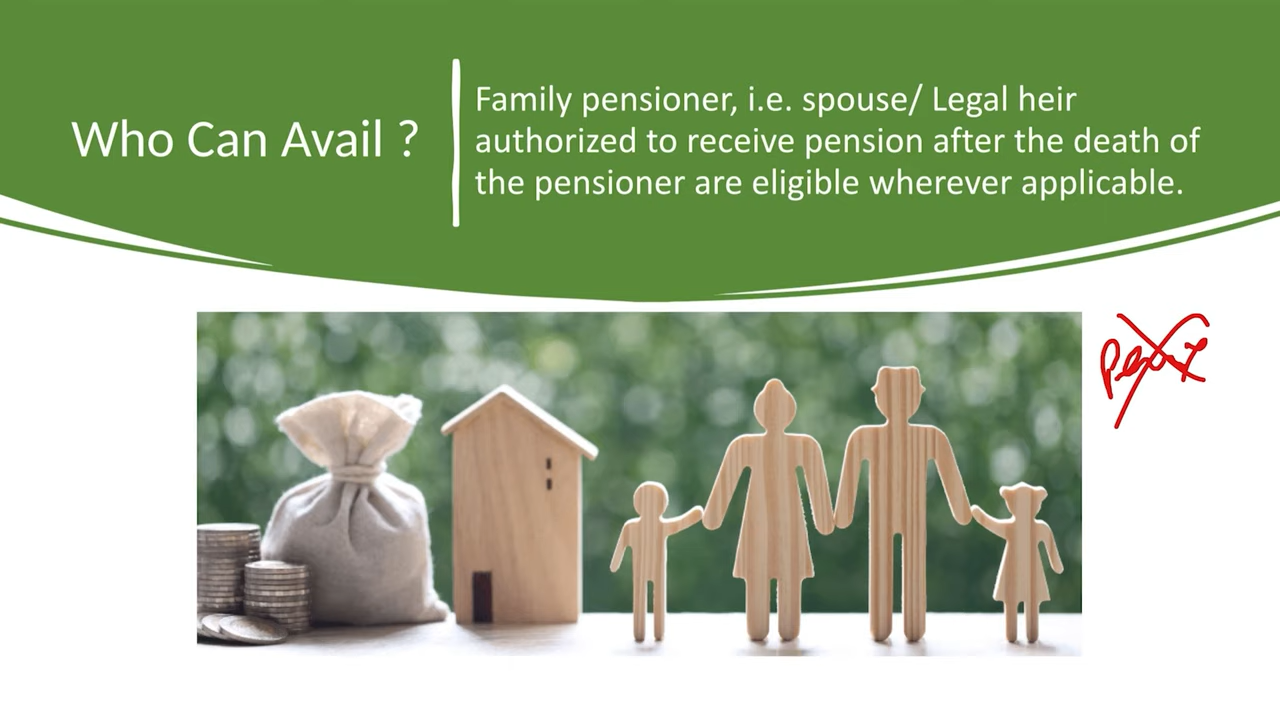 Who Can Avail ?
Family pensioner, i.e. spouse/ Legal heir
authorized to receive pension after the death of
the pensioner are eligible wherever applicable.